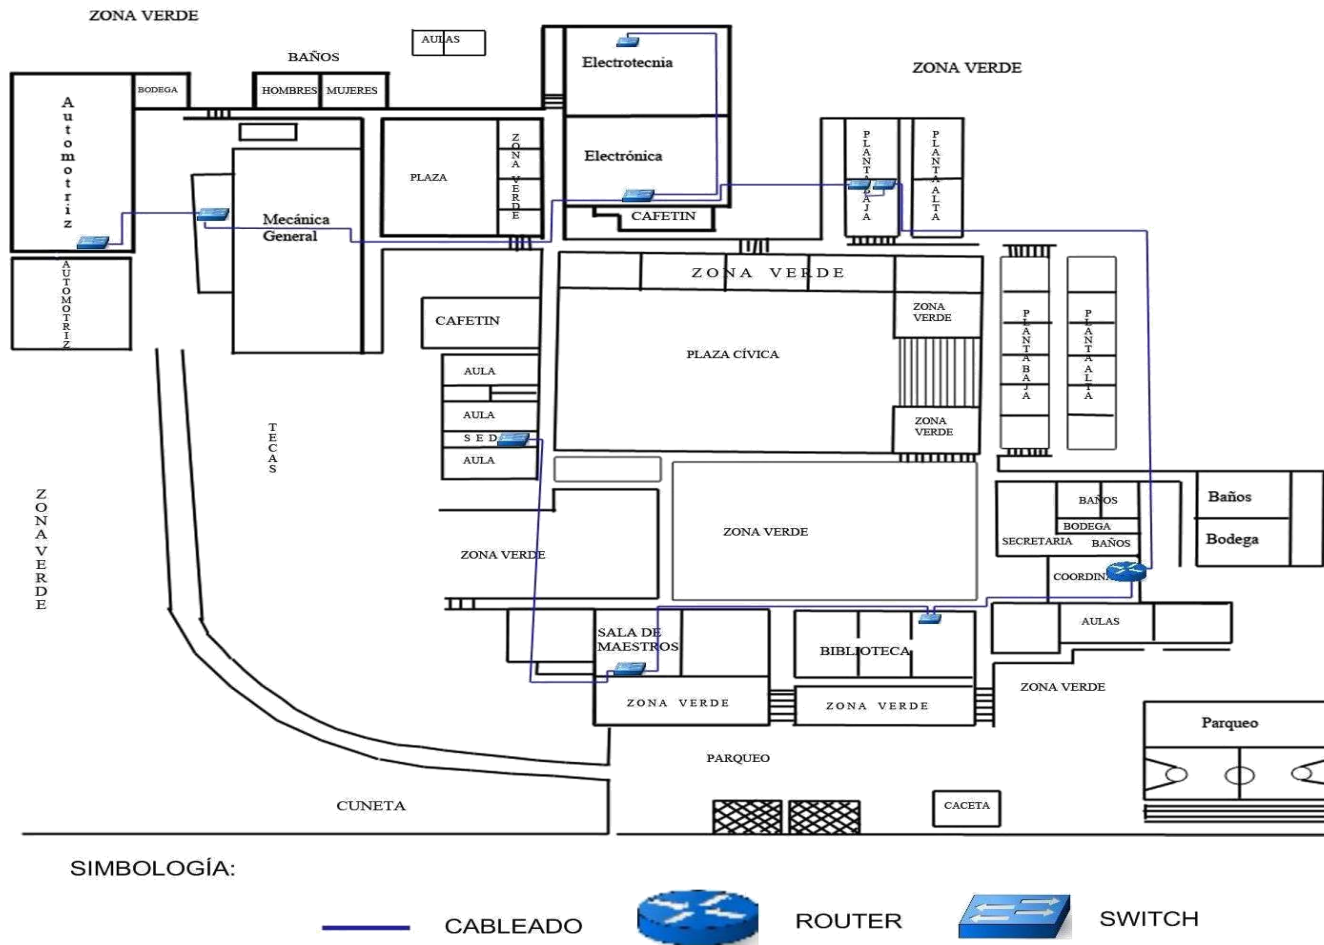 ZONA VERDE
AULAS
BAÑOS
Electrotecnia
ZONA VERDE
BODEGA
HOMBRES
MUJERES
Automotriz
Electrónica
PLAZA
ZONA VERDE
PLANTA BAJA
PLANTA ALTA
Mecánica
General
CAFETIN
AUTOMOTRIZ
ZONA VERDE
CAFETIN
ZONA
VERDE
PLAZA CÍVICA
PLANTA BAJA
PLANTA ALTA
AULA
AULA
SED
AULA
ZONA
VERDE
TECAS
ZONA VERDE
ZONA VERDE
ZONA VERDE
BAÑOS
BODEGA
SECRETARIA
BAÑOS
Baños
Bodega
COORDINA
SALA DE
MAESTROS
BIBLIOTECA
AULAS
ZONA VERDE
ZONA VERDE
ZONA VERDE
Parqueo
PARQUEO
CUNETA
CACETA
SIMBOLOGÍA:
CABLEADO
ROUTER
SWITCH